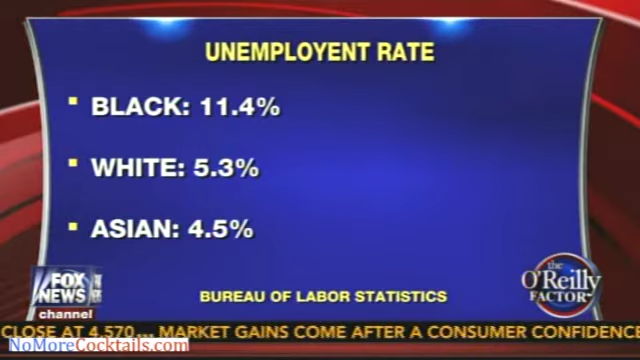 UNEMPLOYENT RATE
BLACK: 11.4%
WHITE: 5.3%
ASIAN: 4.5%
BUREAU OF LABOR STATISTICS
FOX
NEWS
channel
the
O'Reilly
FACTOR
CLOSE AT 4,570... MARKET GAINS COME AFTER A CONSUMER CONFIDENCE
NoMoreCocktails.com